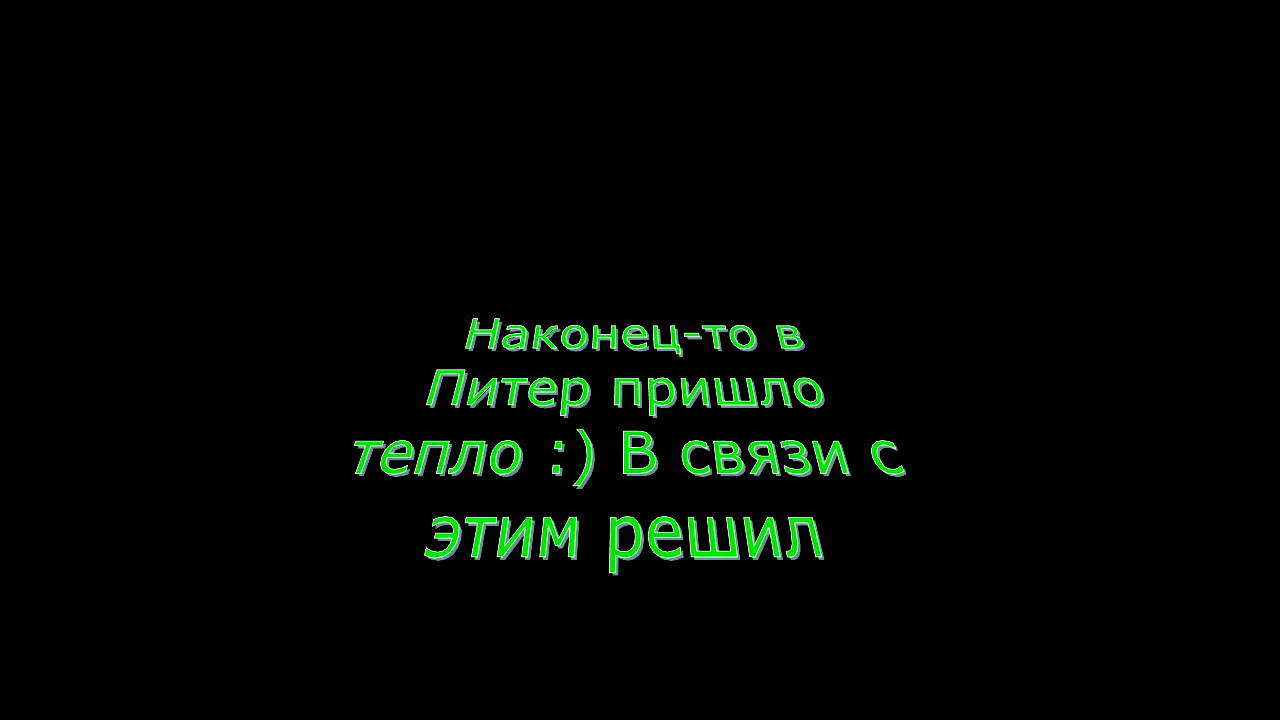 Наконец-то в
Питер пришло
тепло :) В связи с
этим решил